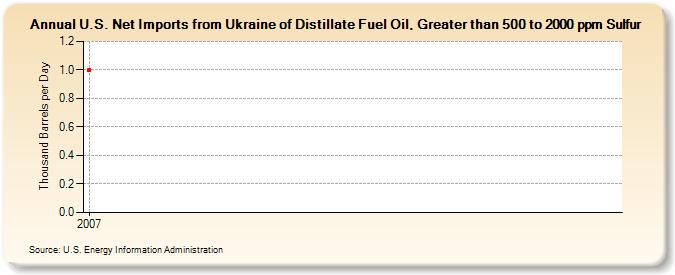 Annual U.S. Net Imports from Ukraine of Distillate Fuel Oil, Greater than 500 to 2000 ppm Sulfur
Thousand Barrels per Day
1.2
1.0
0.8
0.6
0.4
0.2
0.0
2007
Source: U.S. Energy Information Administration